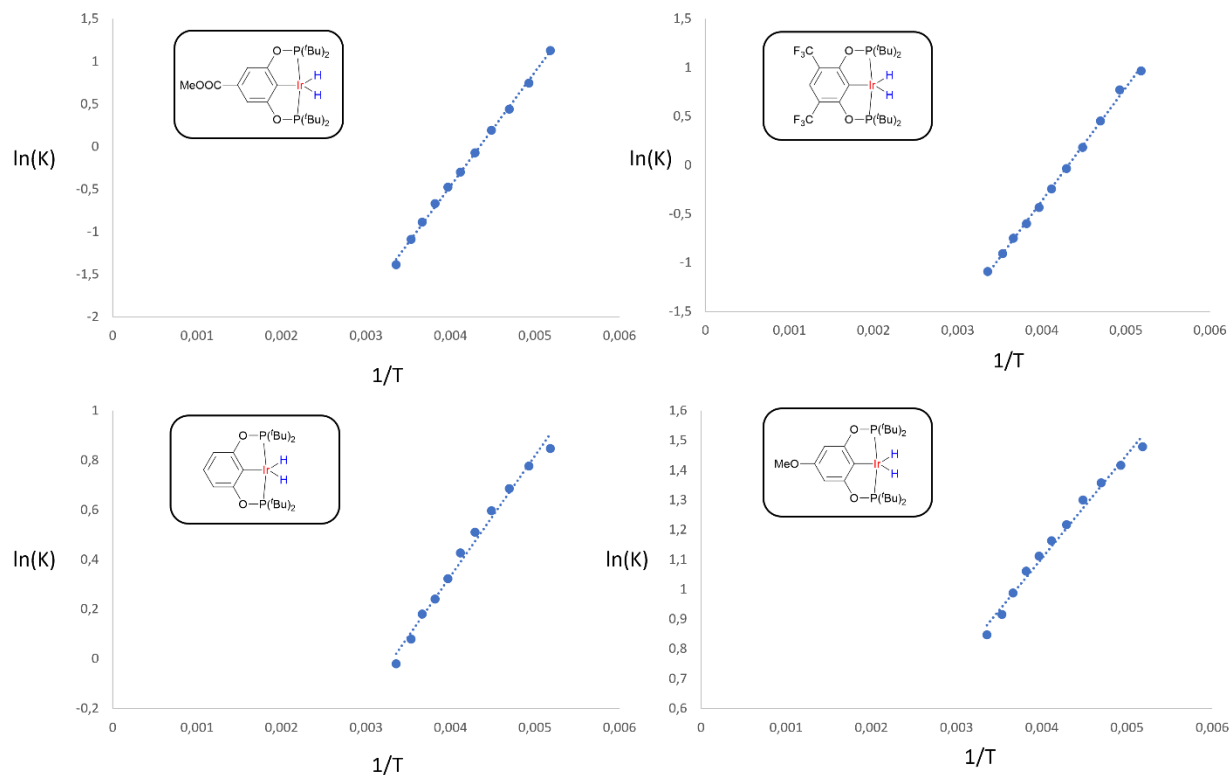 1,5
1
0,5
0
-0,5
-1
-1,5
-2
ln(K)
0 0,001 0,002 0,003 0,004 0,005 0,006
1/T
O–P(ᵗBu)₂
MeOOC
Ir
H
H
O–P(ᵗBu)₂
1,5
1
0,5
0
-0,5
-1
-1,5
ln(K)
0 0,001 0,002 0,003 0,004 0,005 0,006
1/T
F₃C
O–P(ᵗBu)₂
Ir
H
H
F₃C
O–P(ᵗBu)₂
1
0,8
0,6
0,4
0,2
0
-0,2
ln(K)
0 0,001 0,002 0,003 0,004 0,005 0,006
1/T
O–P(ᵗBu)₂
Ir
H
H
O–P(ᵗBu)₂
1,6
1,5
1,4
1,3
1,2
1,1
1
0,9
0,8
0,7
0,6
ln(K)
0 0,001 0,002 0,003 0,004 0,005 0,006
1/T
O–P(ᵗBu)₂
MeO
Ir
H
H
O–P(ᵗBu)₂